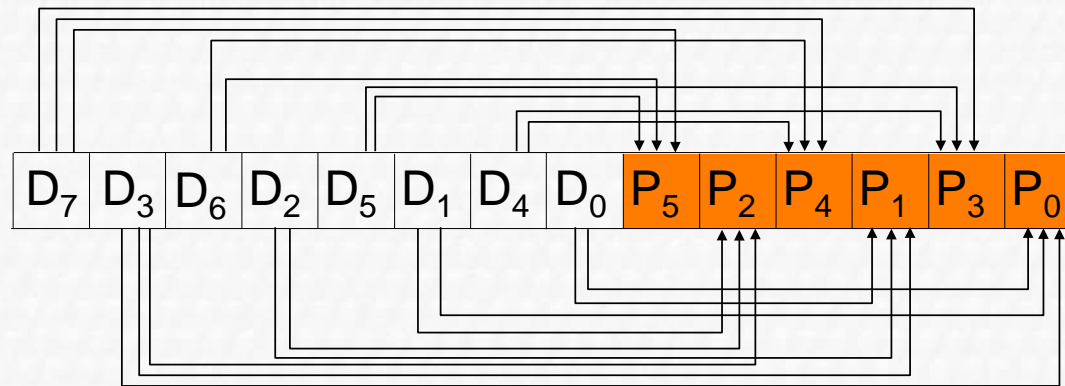 D₇ D₃ D₆ D₂ D₅ D₁ D₄ D₀ P₅ P₂ P₄ P₁ P₃ P₀